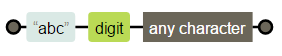 “abc” digit any character